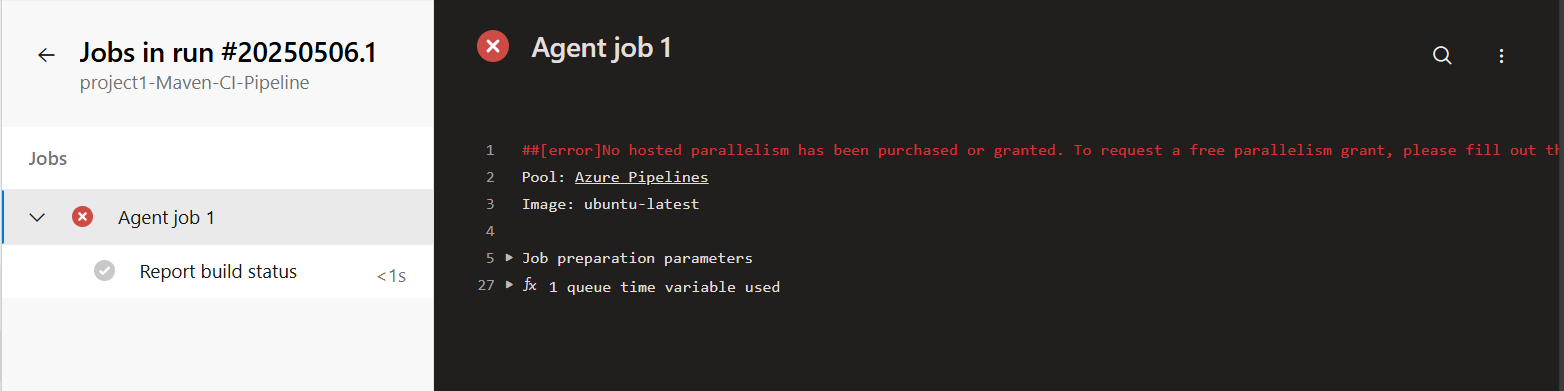 Jobs in run #20250506.1
project1-Maven-CI-Pipeline
Jobs
Agent job 1
Report build status
<1s
Agent job 1
1 ##[error]No hosted parallelism has been purchased or granted. To request a free parallelism grant, please fill out
2 Pool: Azure Pipelines
3 Image: ubuntu-latest
4
5 Job preparation parameters
27 fx 1 queue time variable used